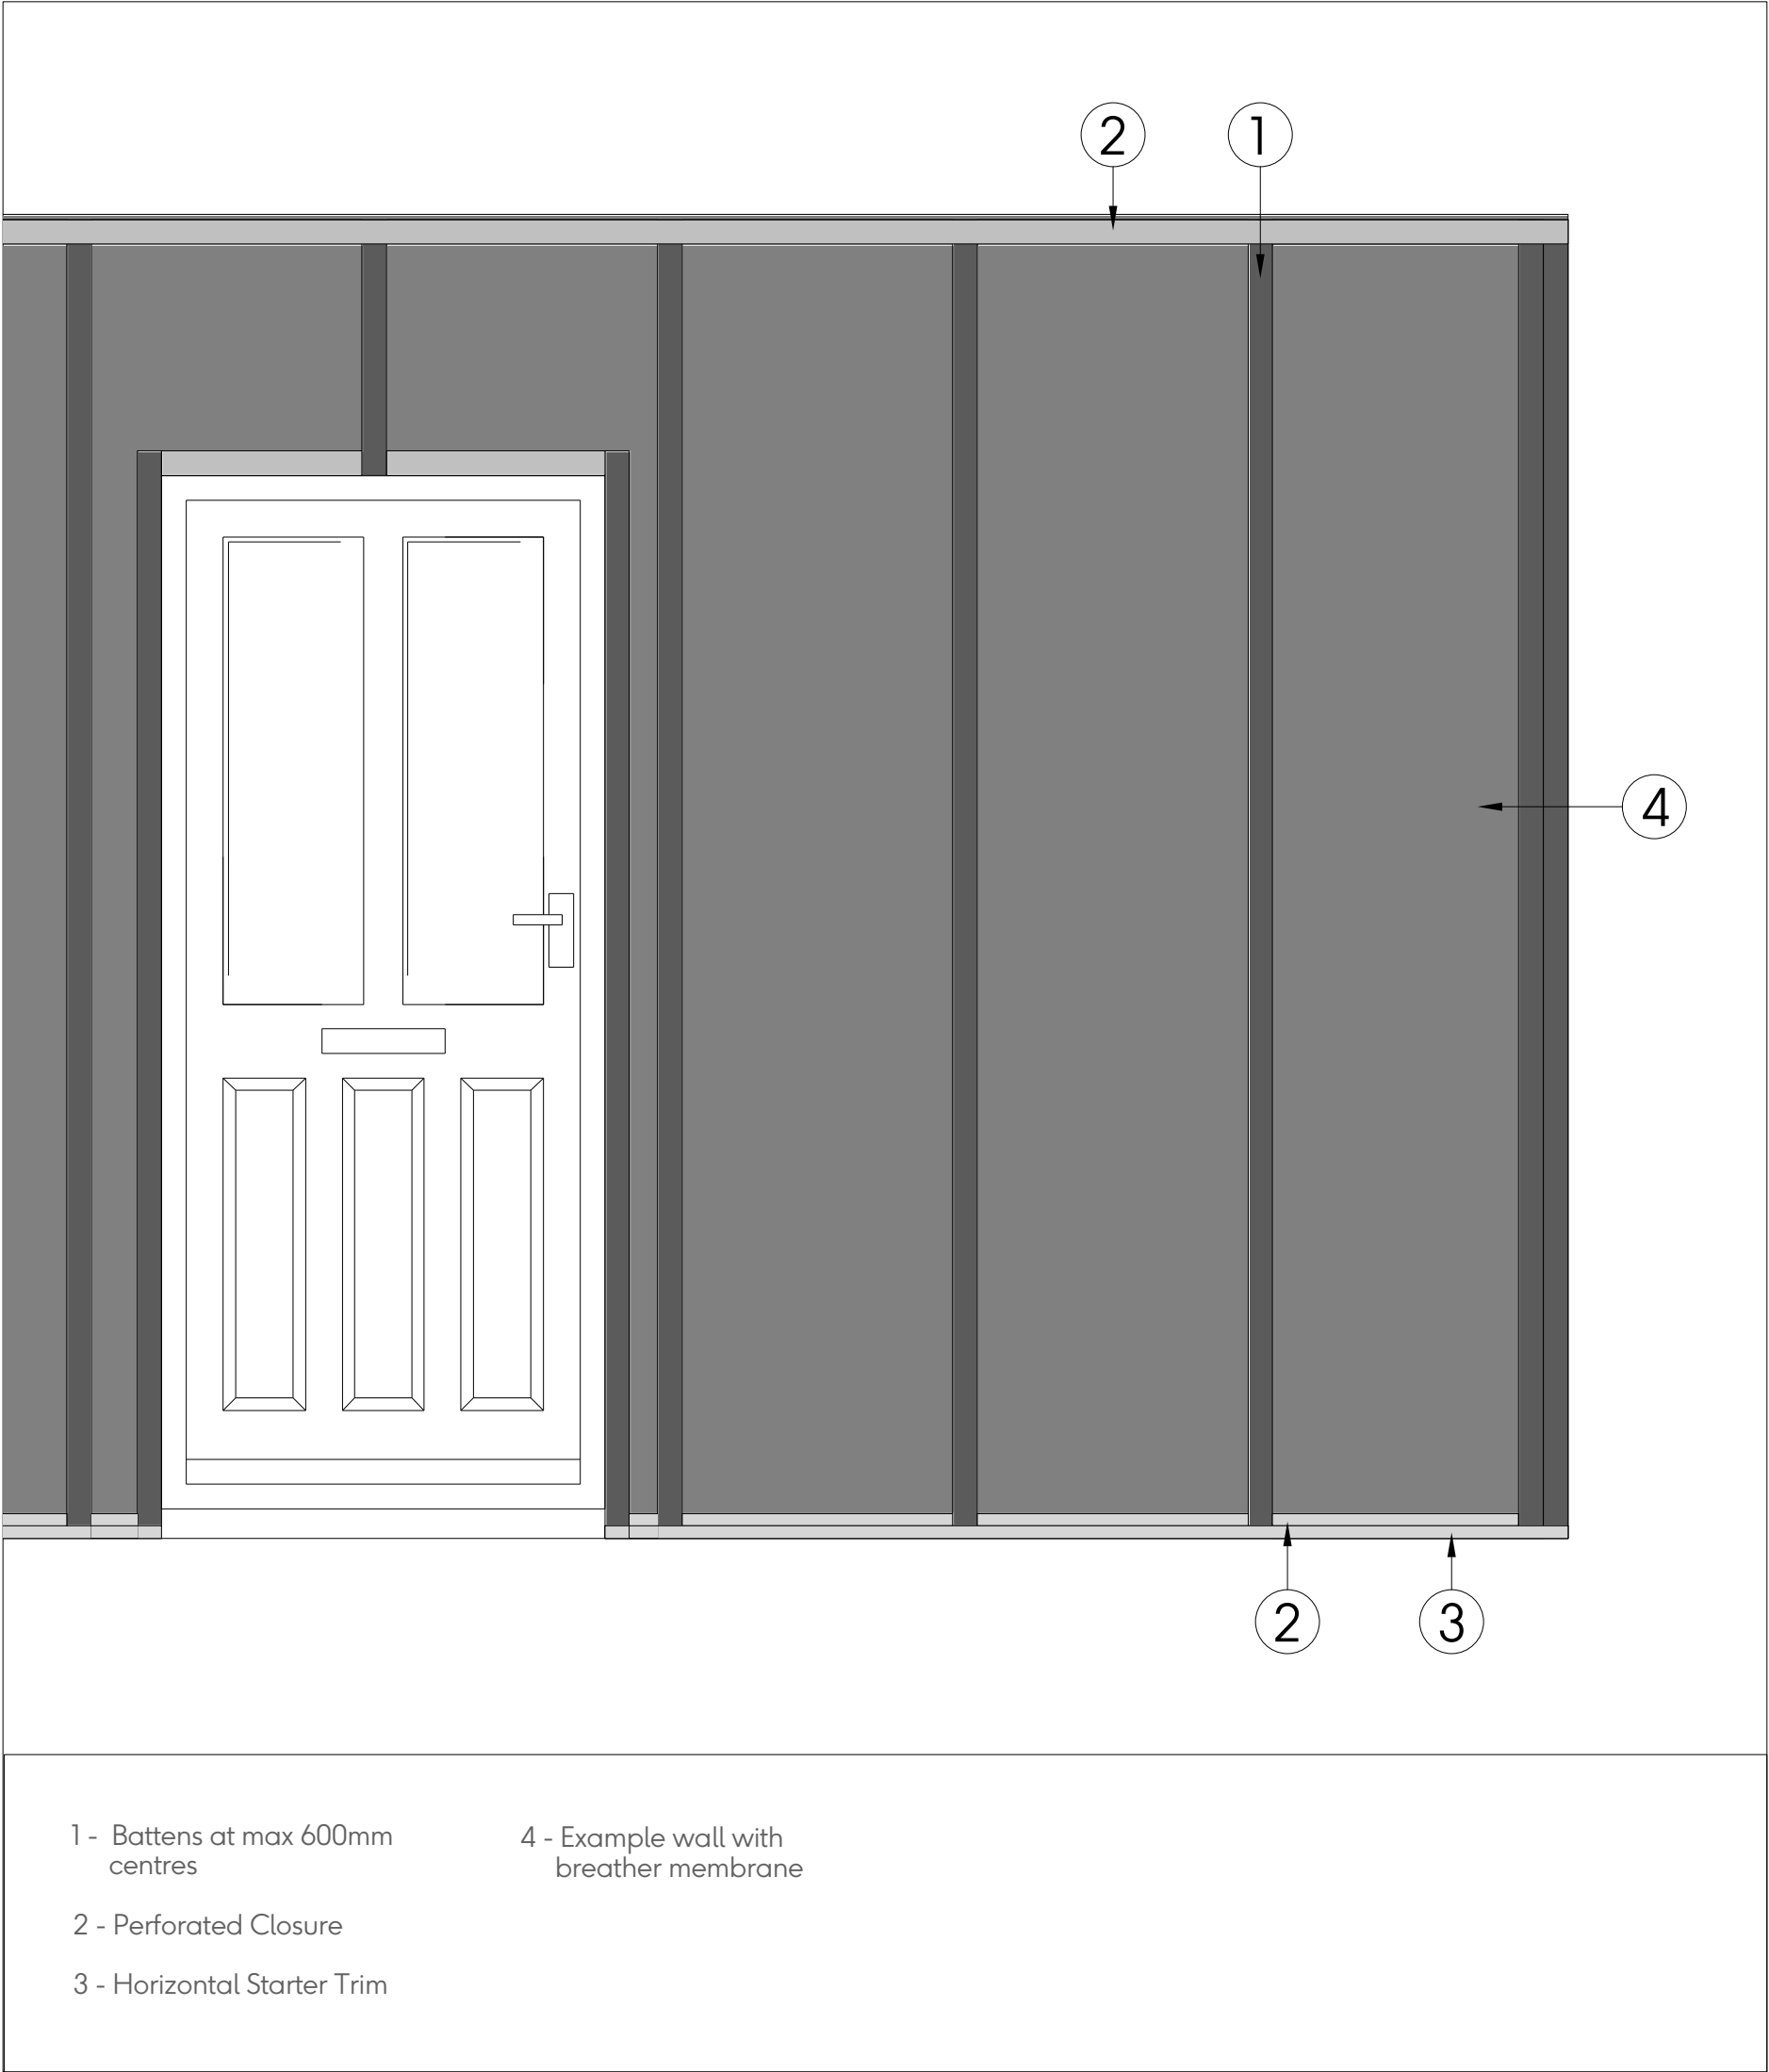 2
1
4
2
3
1 - Battens at max 600mm
centres
2 - Perforated Closure
3 - Horizontal Starter Trim
4 - Example wall with
breather membrane